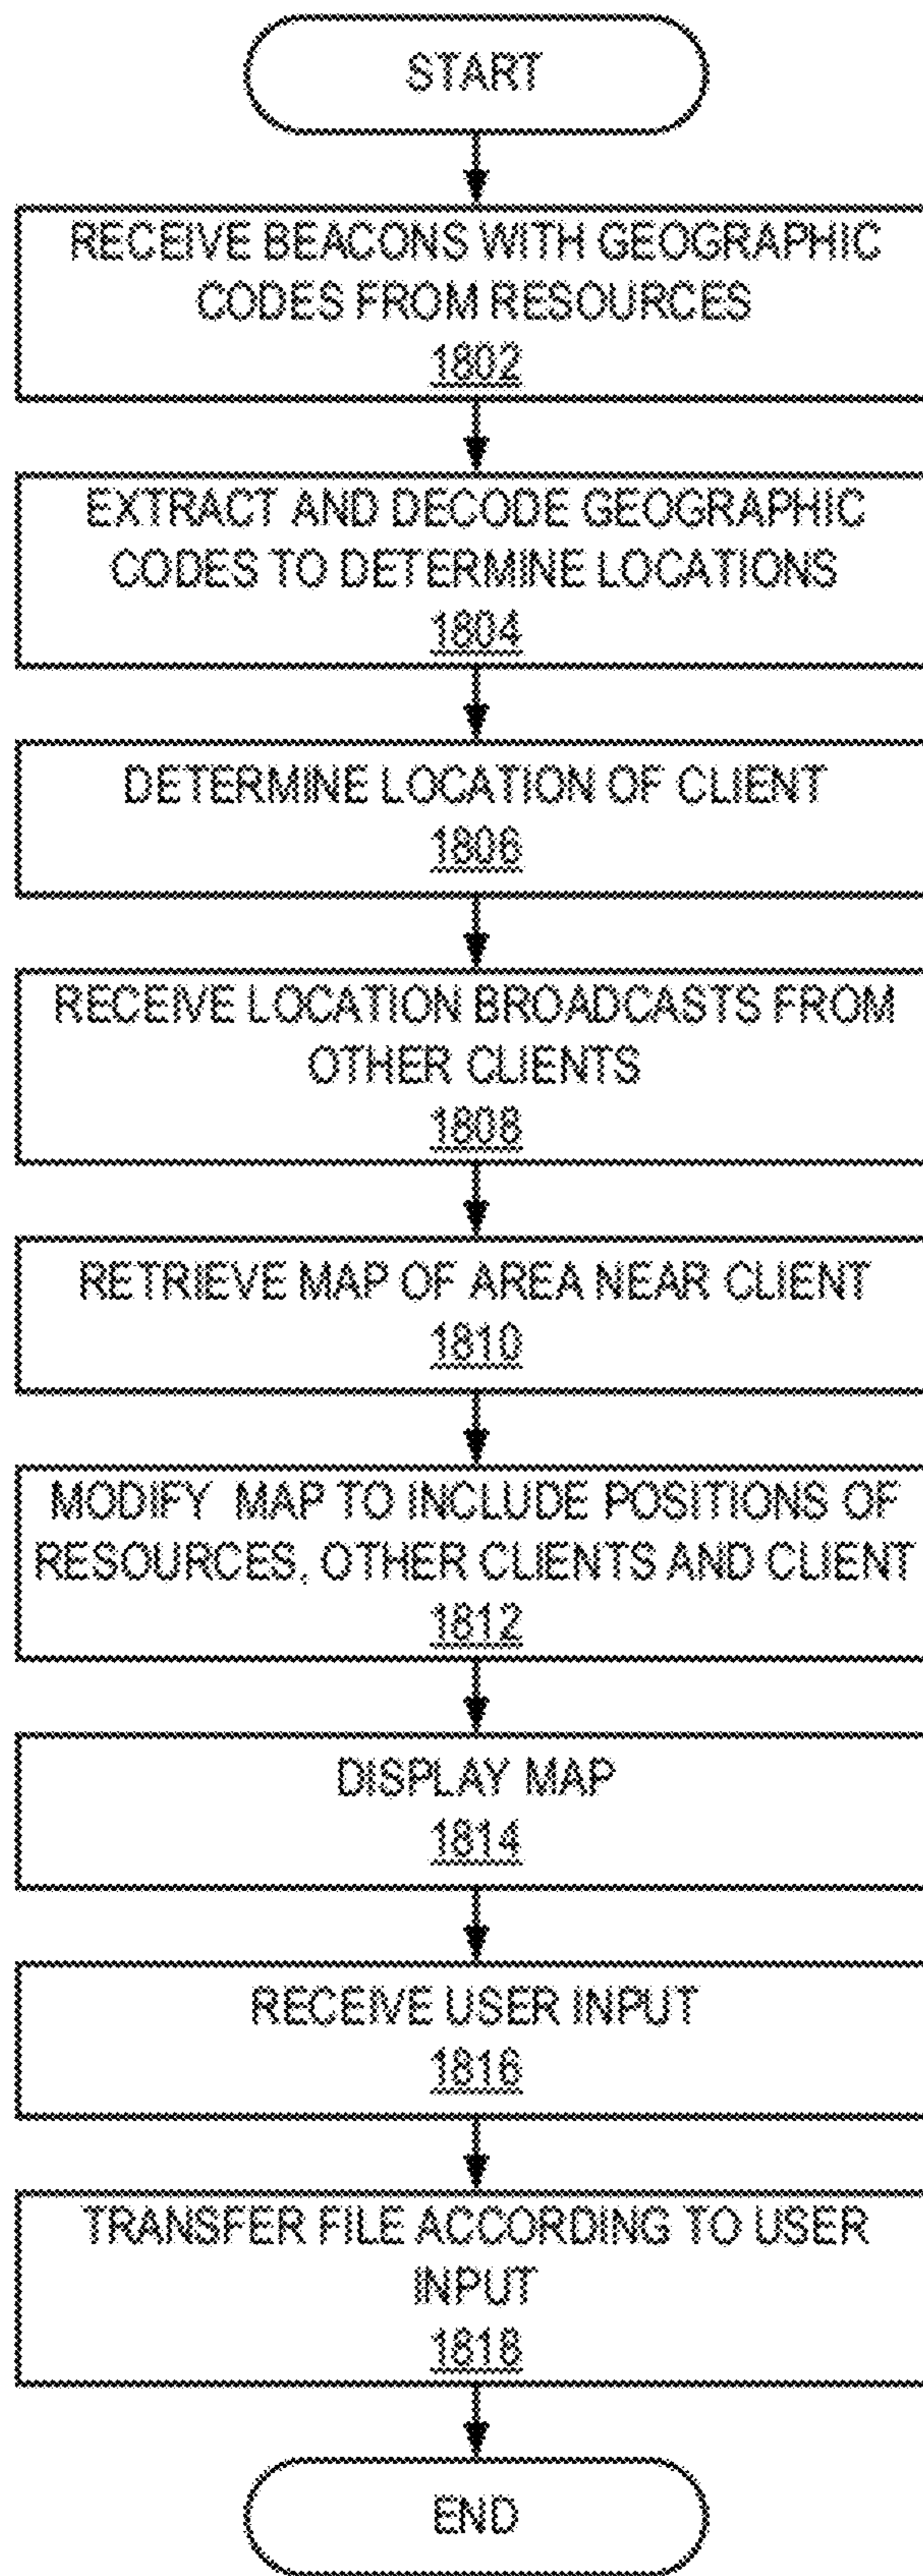 START
RECEIVE BEACONS WITH GEOGRAPHIC
CODES FROM RESOURCES
1802
EXTRACT AND DECODE GEOGRAPHIC
CODES TO DETERMINE LOCATIONS
1804
DETERMINE LOCATION OF CLIENT
1806
RECEIVE LOCATION BROADCASTS FROM
OTHER CLIENTS
1808
RETRIEVE MAP OF AREA NEAR CLIENT
1810
MODIFY MAP TO INCLUDE POSITIONS OF
RESOURCES, OTHER CLIENTS AND CLIENT
1812
DISPLAY MAP
1814
RECEIVE USER INPUT
1816
TRANSFER FILE ACCORDING TO USER
INPUT
1818
END